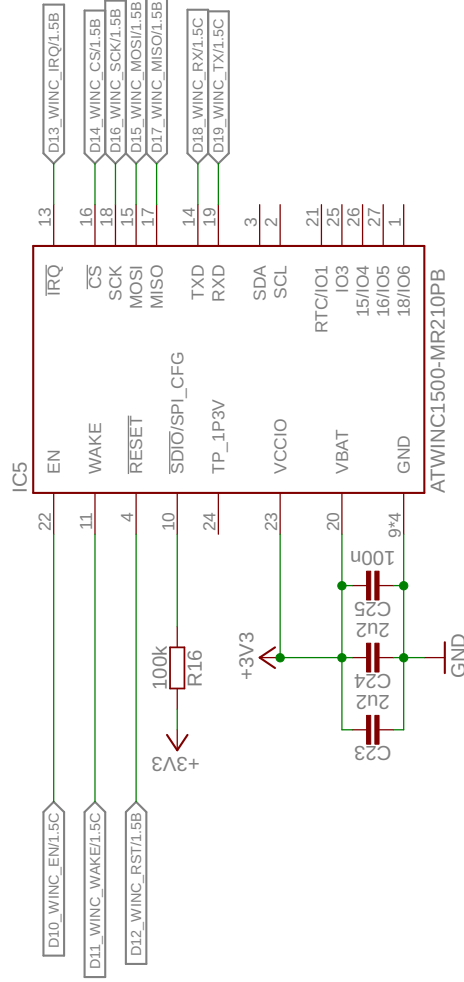 D13_WINC_IRQ/1.5B
D14_WINC_CS/1.5B
D16_WINC_SCK/1.5B
D15_WINC_MOSI/1.5B
D17_WINC_MISO/1.5B
D18_WINC_RX/1.5C
D19_WINC_TX/1.5C
13
16
18
15
17
14
19
3
2
21
25
26
27
1
IRQ
CS
SCK
MOSI
MISO
TXD
RXD
SDA
SCL
RTC/IO1
IO3
15/IO4
16/IO5
18/IO6
IC5
EN
WAKE
RESET
SDIO/SPI_CFG
TP_1P3V
VCCIO
VBAT
GND
ATWINC1500-MR210PB
22
11
4
10
24
23
20
9*4
100n
C25
2u2
C24
2u2
C23
100k
R16
+3V3
+3V3
GND
D10_WINC_EN/1.5C
D11_WINC_WAKE/1.5C
D12_WINC_RST/1.5B